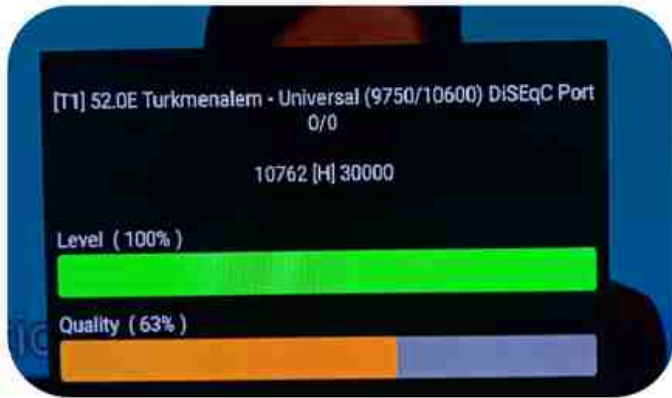 [T1] 52.0E Turkmenalem - Universal (9750/10600) DiSEqC Port
0/0
10762 [H] 30000
Level ( 100% )
Quality ( 63% )